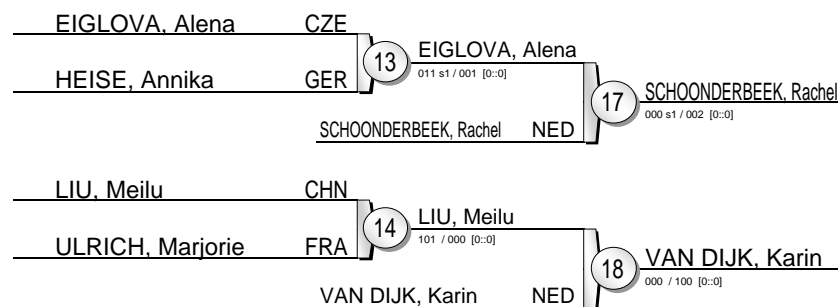 EIGLOVA, Alena CZE
13
EIGLOVA, Alena
011 s1 / 001 [0::0]
HEISE, Annika GER
17
SCHOONDERBEEK, Rachel
000 s1 / 002 [0::0]
SCHOONDERBEEK, Rachel NED
LIU, Meilu CHN
14
LIU, Meilu
101 / 000 [0::0]
ULRICH, Marjorie FRA
18
VAN DIJK, Karin
000 / 100 [0::0]
VAN DIJK, Karin NED